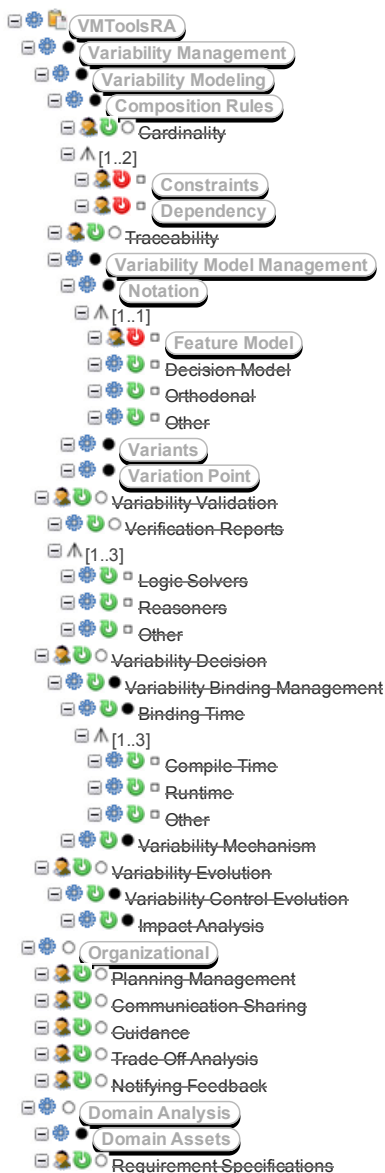 VMToolsRA
Variability Management
Variability Modeling
Composition Rules
Cardinality
[1..2]
Constraints
Dependency
Traceability
Variability Model Management
Notation
[1..1]
Feature Model
Decision Model
Orthodonal
Other
Variants
Variation Point
Variability Validation
Verification Reports
[1..3]
Logic Solvers
Reasoners
Other
Variability Decision
Variability Binding Management
Binding Time
[1..3]
Compile Time
Runtime
Other
Variability Mechanism
Variability Evolution
Variability Control Evolution
Impact Analysis
Organizational
Planning Management
Communication Sharing
Guidance
Trade Off Analysis
Notifying Feedback
Domain Analysis
Domain Assets
Requirement Specifications